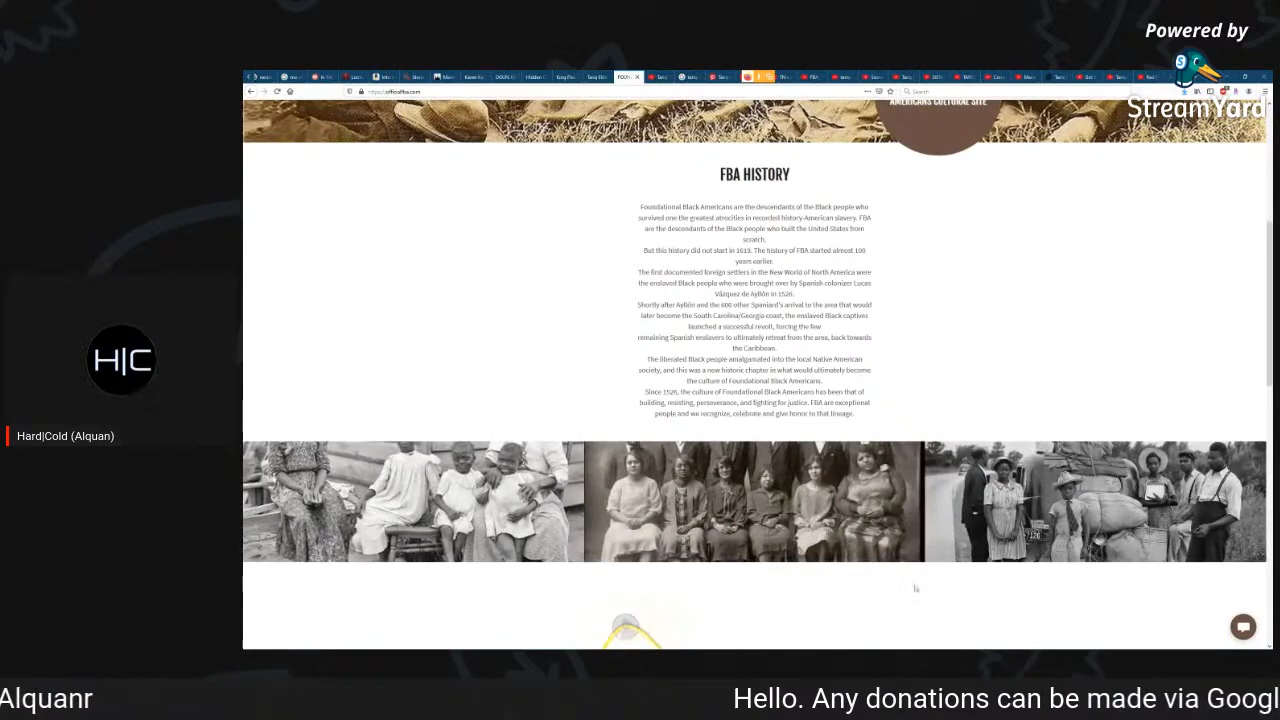 Powered by
StreamYard
https://officialfba.com
Search
AMERICANS CULTURAL SITE
FBA HISTORY
Foundational Black Americans are the descendants of the Black people who
survived one the greatest atrocities in recorded history-American slavery. FBA
are the descendants of the Black people who built the United States from
scratch.
But this history did not start in 1619. The history of FBA started almost 100
years earlier.
The first documented foreign settlers in the New World of North America were
the enslaved Black people who were brought over by Spanish colonizer Lucas
Vázquez de Ayllón in 1526.
Shortly after Ayllón and the 600 other Spaniard's arrival to the area that would
later become the South Carolina/Georgia coast, the enslaved Black captives
launched a successful revolt, forcing the few
remaining Spanish enslavers to ultimately retreat from the area, back towards
the Caribbean.
The liberated Black people amalgamated into the local Native American
society, and this was a new historic chapter in what would ultimately become
the culture of Foundational Black Americans.
Since 1526, the culture of Foundational Black Americans has been that of
building, resisting, perseverance, and fighting for justice. FBA are exceptional
people and we recognize, celebrate and give honor to that lineage.
H|C
Hard|Cold (Alquan)
Alquanr
Hello. Any donations can be made via Googl